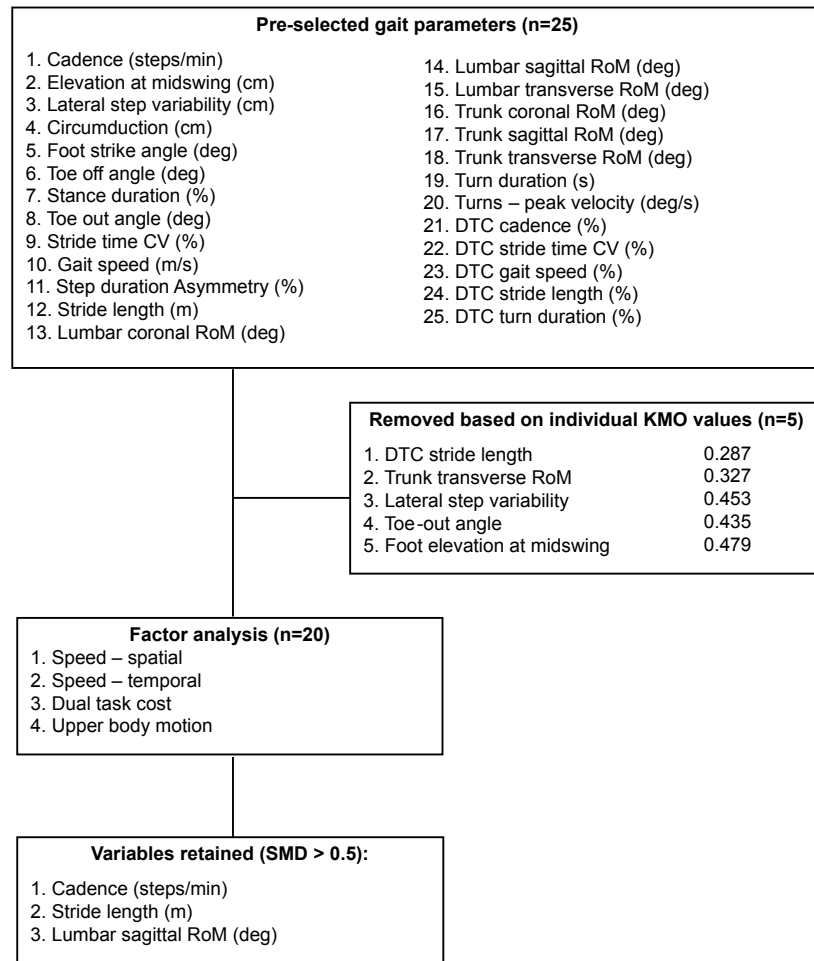 Pre-selected gait parameters (n=25)
1. Cadence (steps/min)
2. Elevation at midswing (cm)
3. Lateral step variability (cm)
4. Circumduction (cm)
5. Foot strike angle (deg)
6. Toe off angle (deg)
7. Stance duration (%)
8. Toe out angle (deg)
9. Stride time CV (%)
10. Gait speed (m/s)
11. Step duration Asymmetry (%)
12. Stride length (m)
13. Lumbar coronal RoM (deg)
14. Lumbar sagittal RoM (deg)
15. Lumbar transverse RoM (deg)
16. Trunk coronal RoM (deg)
17. Trunk sagittal RoM (deg)
18. Trunk transverse RoM (deg)
19. Turn duration (s)
20. Turns – peak velocity (deg/s)
21. DTC cadence (%)
22. DTC stride time CV (%)
23. DTC gait speed (%)
24. DTC stride length (%)
25. DTC turn duration (%)
Removed based on individual KMO values (n=5)
1. DTC stride length 0.287
2. Trunk transverse RoM 0.327
3. Lateral step variability 0.453
4. Toe-out angle 0.435
5. Foot elevation at midswing 0.479
Factor analysis (n=20)
1. Speed – spatial
2. Speed – temporal
3. Dual task cost
4. Upper body motion
Variables retained (SMD > 0.5):
1. Cadence (steps/min)
2. Stride length (m)
3. Lumbar sagittal RoM (deg)